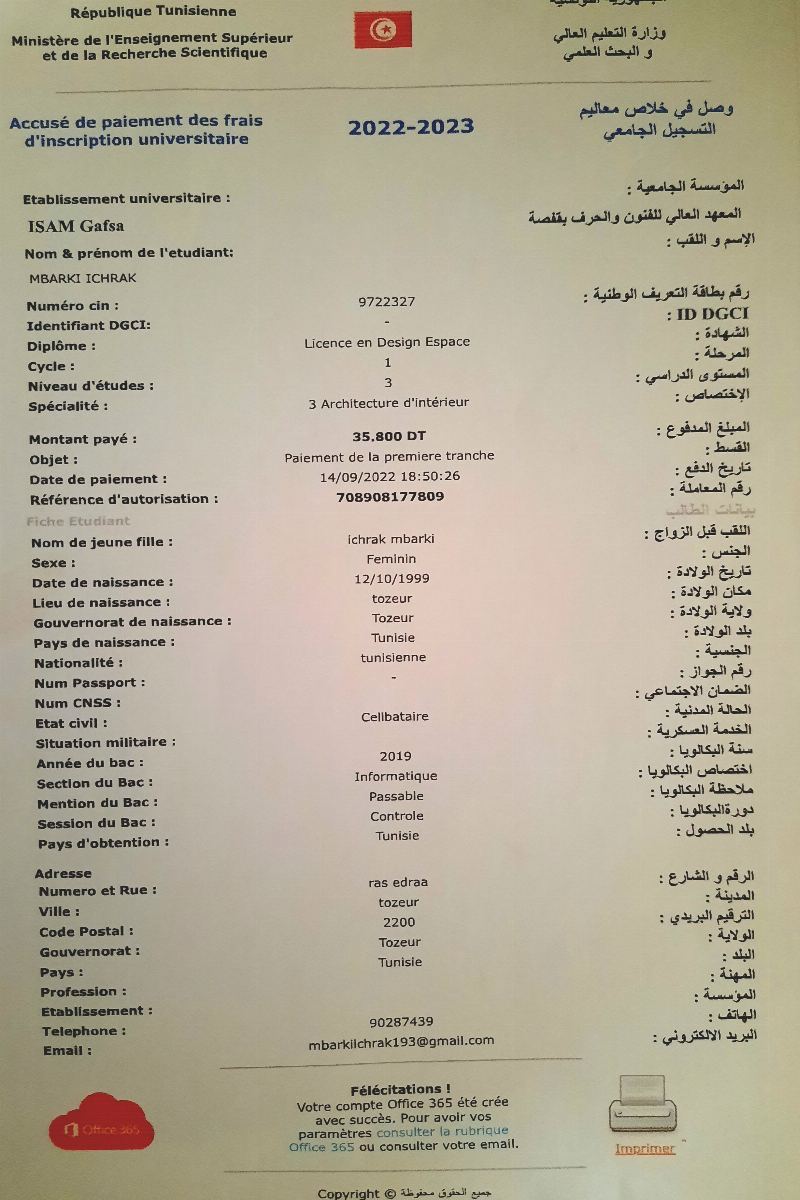 République Tunisienne
Ministère de l'Enseignement Supérieur
et de la Recherche Scientifique
وزارة التعليم العالي
و البحث العلمي
Accusé de paiement des frais
d'inscription universitaire
2022-2023
وصل في خلاص معاليم
التسجيل الجامعي
Etablissement universitaire :
المؤسسة الجامعية :
ISAM Gafsa
المعهد العالي للفنون والحرف بقفصة
Nom & prénom de l'etudiant:
الإسم و اللقب :
MBARKI ICHRAK
Numéro cin : 9722327 رقم بطاقة التعريف الوطنية :
Identifiant DGCI: - ID DGCI :
Diplôme : Licence en Design Espace الشهادة :
Cycle : 1 المرحلة :
Niveau d'études : 3 المستوى الدراسي :
Spécialité : 3 Architecture d'intérieur الإختصاص :
Montant payé : 35.800 DT المبلغ المدفوع :
Objet : Paiement de la premiere tranche القسط :
Date de paiement : 14/09/2022 18:50:26 تاريخ الدفع :
Référence d'autorisation : 708908177809 رقم المعاملة :
Fiche Etudiant بيانات الطالب
Nom de jeune fille : ichrak mbarki اللقب قبل الزواج :
Sexe : Feminin الجنس :
Date de naissance : 12/10/1999 تاريخ الولادة :
Lieu de naissance : tozeur مكان الولادة :
Gouvernorat de naissance : Tozeur ولاية الولادة :
Pays de naissance : Tunisie بلد الولادة :
Nationalité : tunisienne الجنسية :
Num Passport : - رقم الجواز :
Num CNSS : الضمان الاجتماعي :
Etat civil : Celibataire الحالة المدنية :
Situation militaire : الخدمة العسكرية :
Année du bac : 2019 سنة البكالويا :
Section du Bac : Informatique اختصاص البكالويا :
Mention du Bac : Passable ملاحظة البكالويا :
Session du Bac : Controle دورةالبكالويا :
Pays d'obtention : Tunisie بلد الحصول :
Adresse
Numero et Rue : ras edraa الرقم و الشارع :
Ville : tozeur المدينة :
Code Postal : 2200 الترقيم البريدي :
Gouvernorat : Tozeur الولاية :
Pays : Tunisie البلد :
Profession : المهنة :
Etablissement : المؤسسة :
Telephone : 90287439 الهاتف :
Email : mbarkiichrak193@gmail.com البريد الالكتروني :
Office 365
Félécitations !
Votre compte Office 365 été crée
avec succès. Pour avoir vos
paramètres consulter la rubrique
Office 365 ou consulter votre email.
Imprimer
Copyright © جميع الحقوق محفوظة